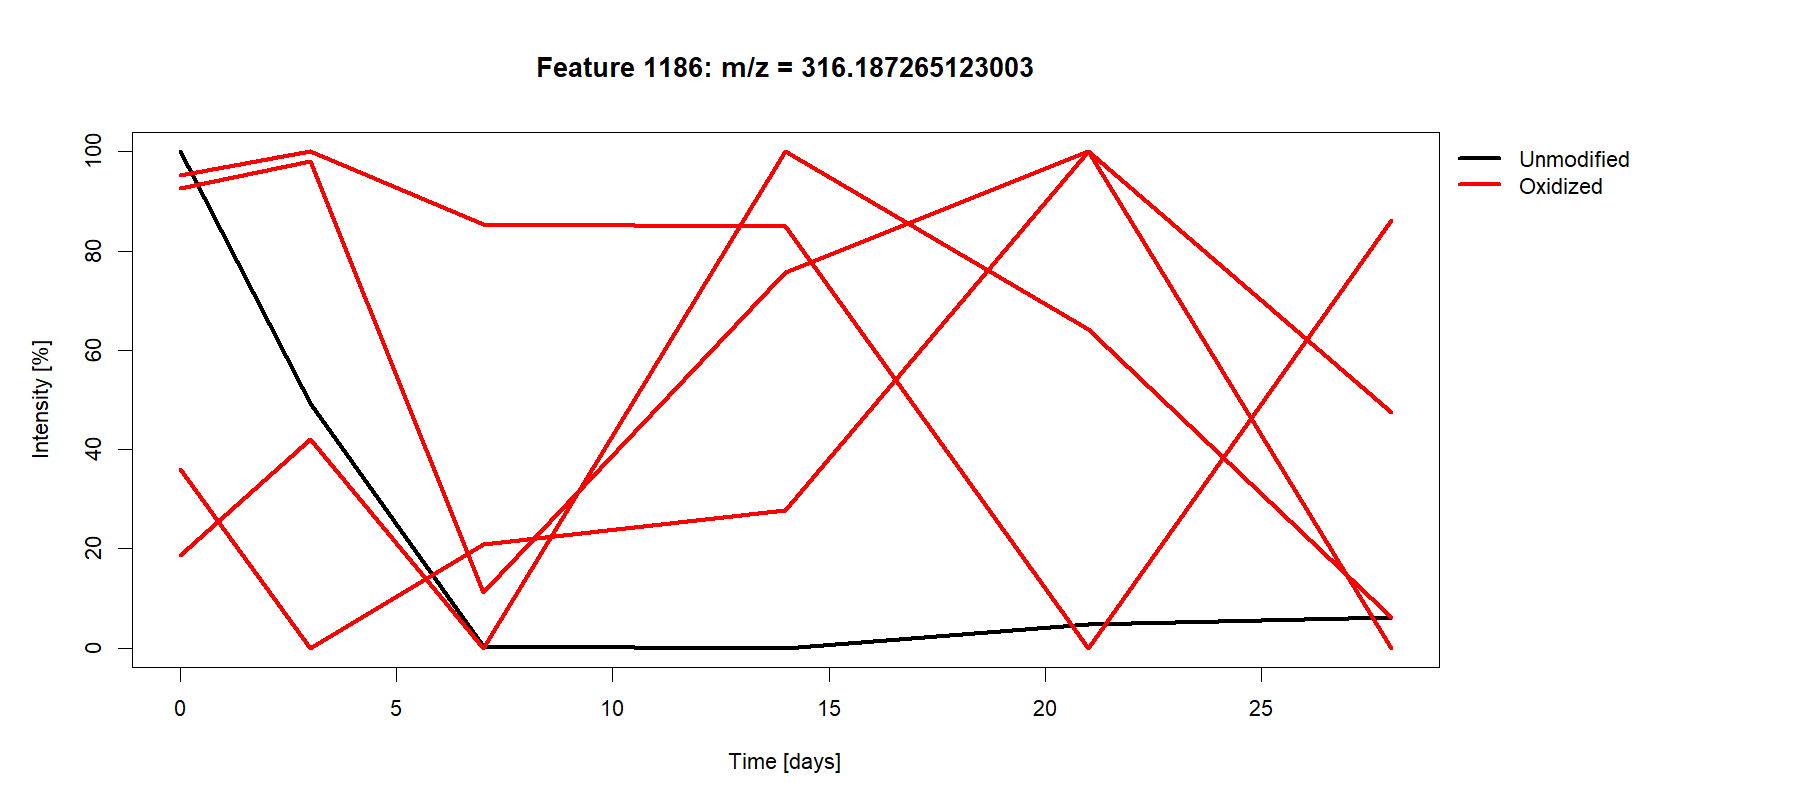 Feature 1186: m/z = 316.187265123003
Unmodified
Oxidized
Intensity [%]
100
80
60
40
20
0
0 5 10 15 20 25
Time [days]